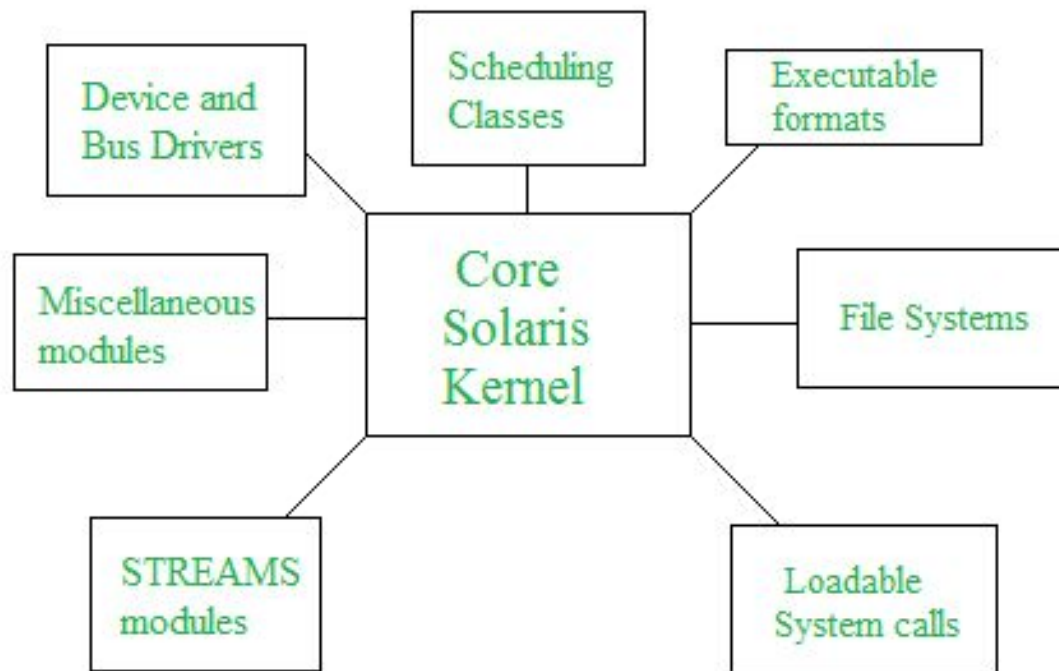 Scheduling
Classes
Device and
Bus Drivers
Executable
formats
Core
Solaris
Kernel
Miscellaneous
modules
File Systems
STREAMS
modules
Loadable
System calls